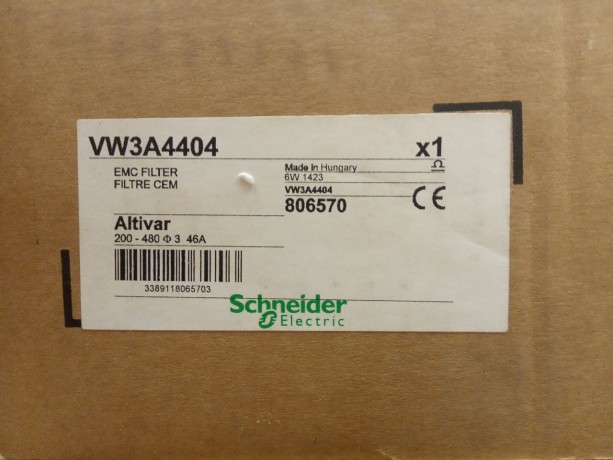 VW3A4404
x1
EMC FILTER
FILTRE CEM
Made In Hungary
6W 1423
VW3A4404
806570
CE
Altivar
200 - 480 Φ 3 46A
3389118065703
Schneider
Electric